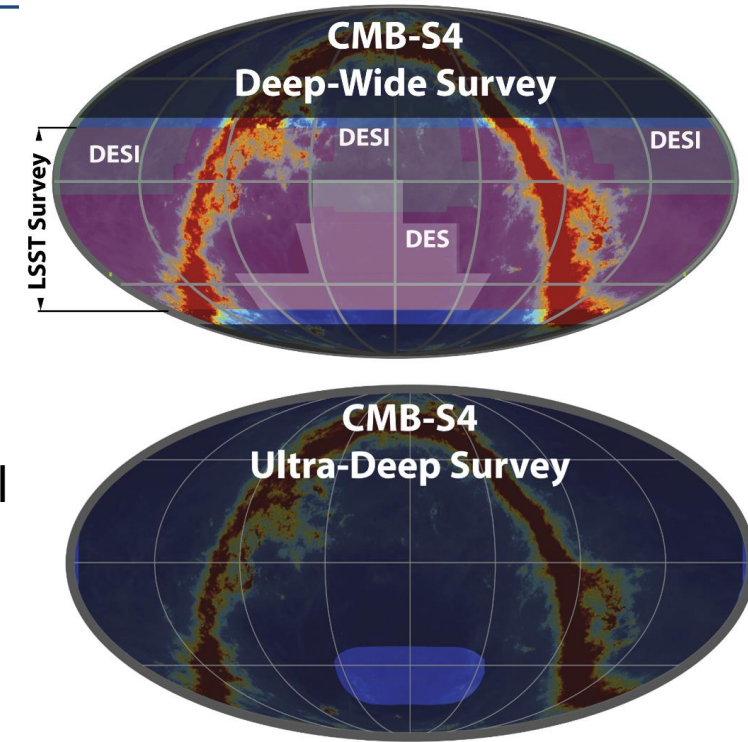 CMB-S4
Deep-Wide Survey
DESI
DESI
DESI
LSST Survey
DES
CMB-S4
Ultra-Deep Survey